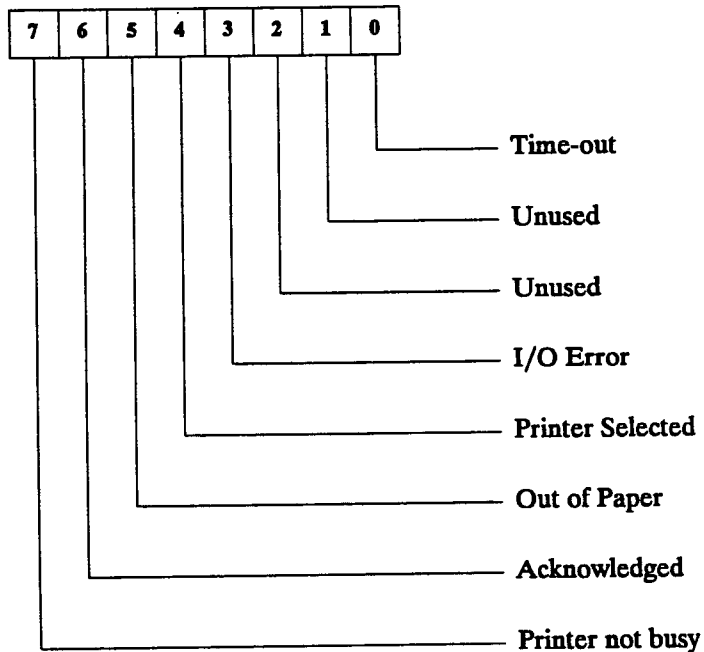 7 6 5 4 3 2 1 0
Time-out
Unused
Unused
I/O Error
Printer Selected
Out of Paper
Acknowledged
Printer not busy